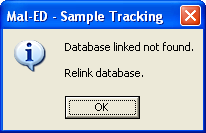 Mal-ED - Sample Tracking
Database linked not found.
Relink database.
OK